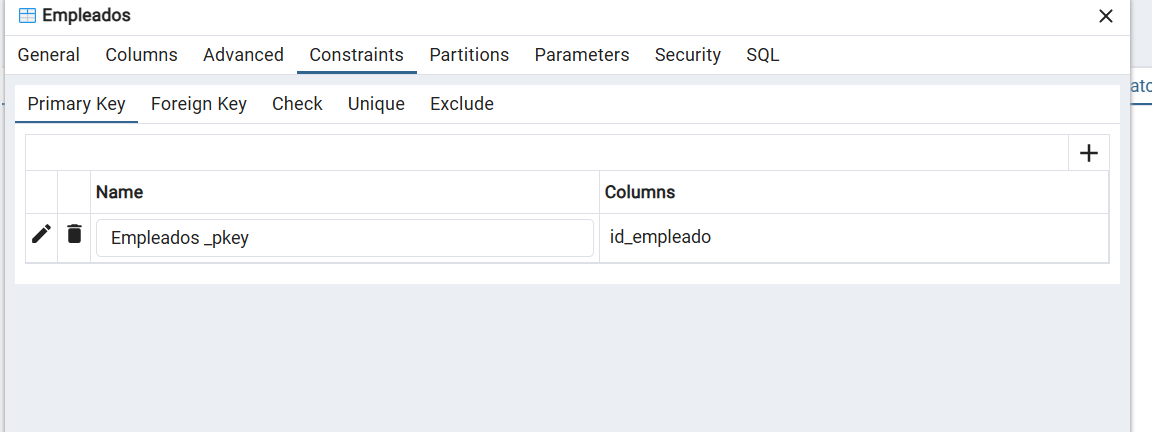 Empleados
General Columns Advanced Constraints Partitions Parameters Security SQL
Primary Key Foreign Key Check Unique Exclude
Name Columns
Empleados _pkey id_empleado